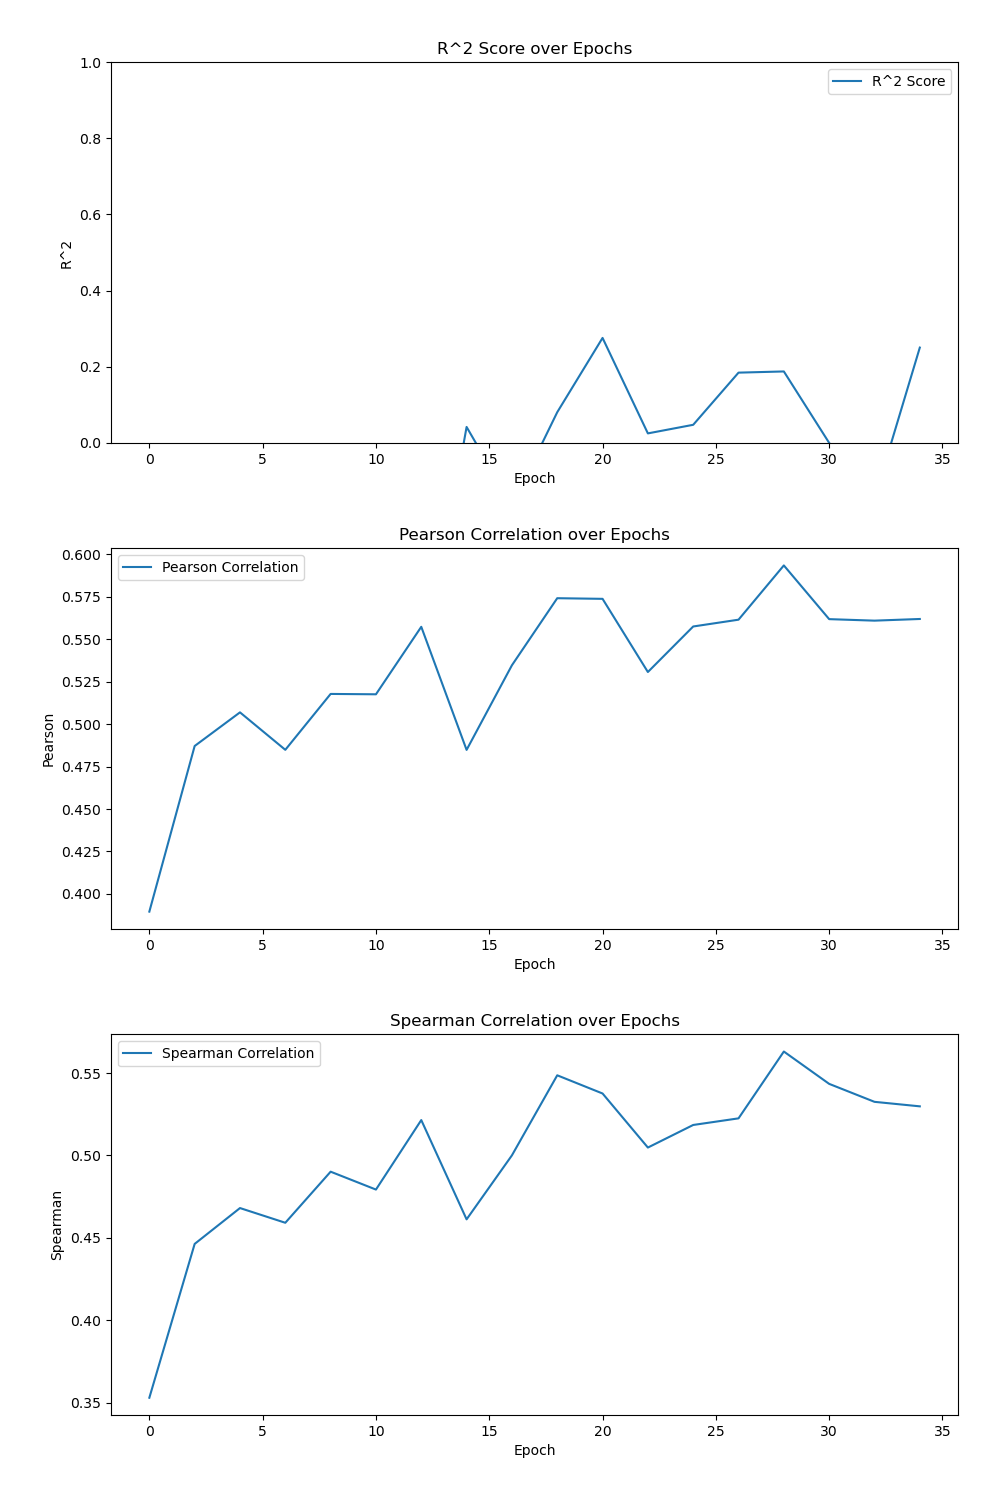 R^2 Score over Epochs
1.0
R^2 Score
0.8
0.6
R^2
0.4
0.2
0.0
0 5 10 15 20 25 30 35
Epoch
Pearson Correlation over Epochs
0.600
Pearson Correlation
0.575
0.550
0.525
0.500
Pearson
0.475
0.450
0.425
0.400
0 5 10 15 20 25 30 35
Epoch
Spearman Correlation over Epochs
Spearman Correlation
0.55
0.50
0.45
Spearman
0.40
0.35
0 5 10 15 20 25 30 35
Epoch